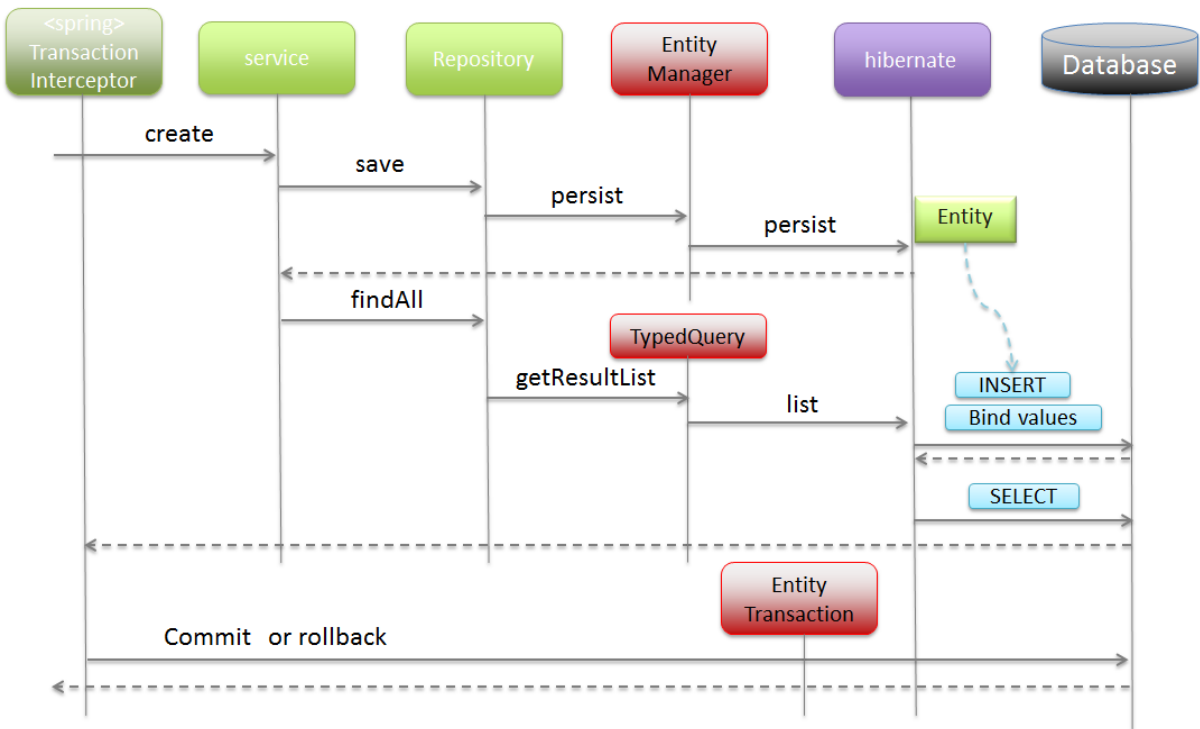 <spring>
Transaction
Interceptor
service
Repository
Entity
Manager
hibernate
Database
create
save
persist
persist
Entity
findAll
TypedQuery
getResultList
list
INSERT
Bind values
SELECT
Entity
Transaction
Commit or rollback